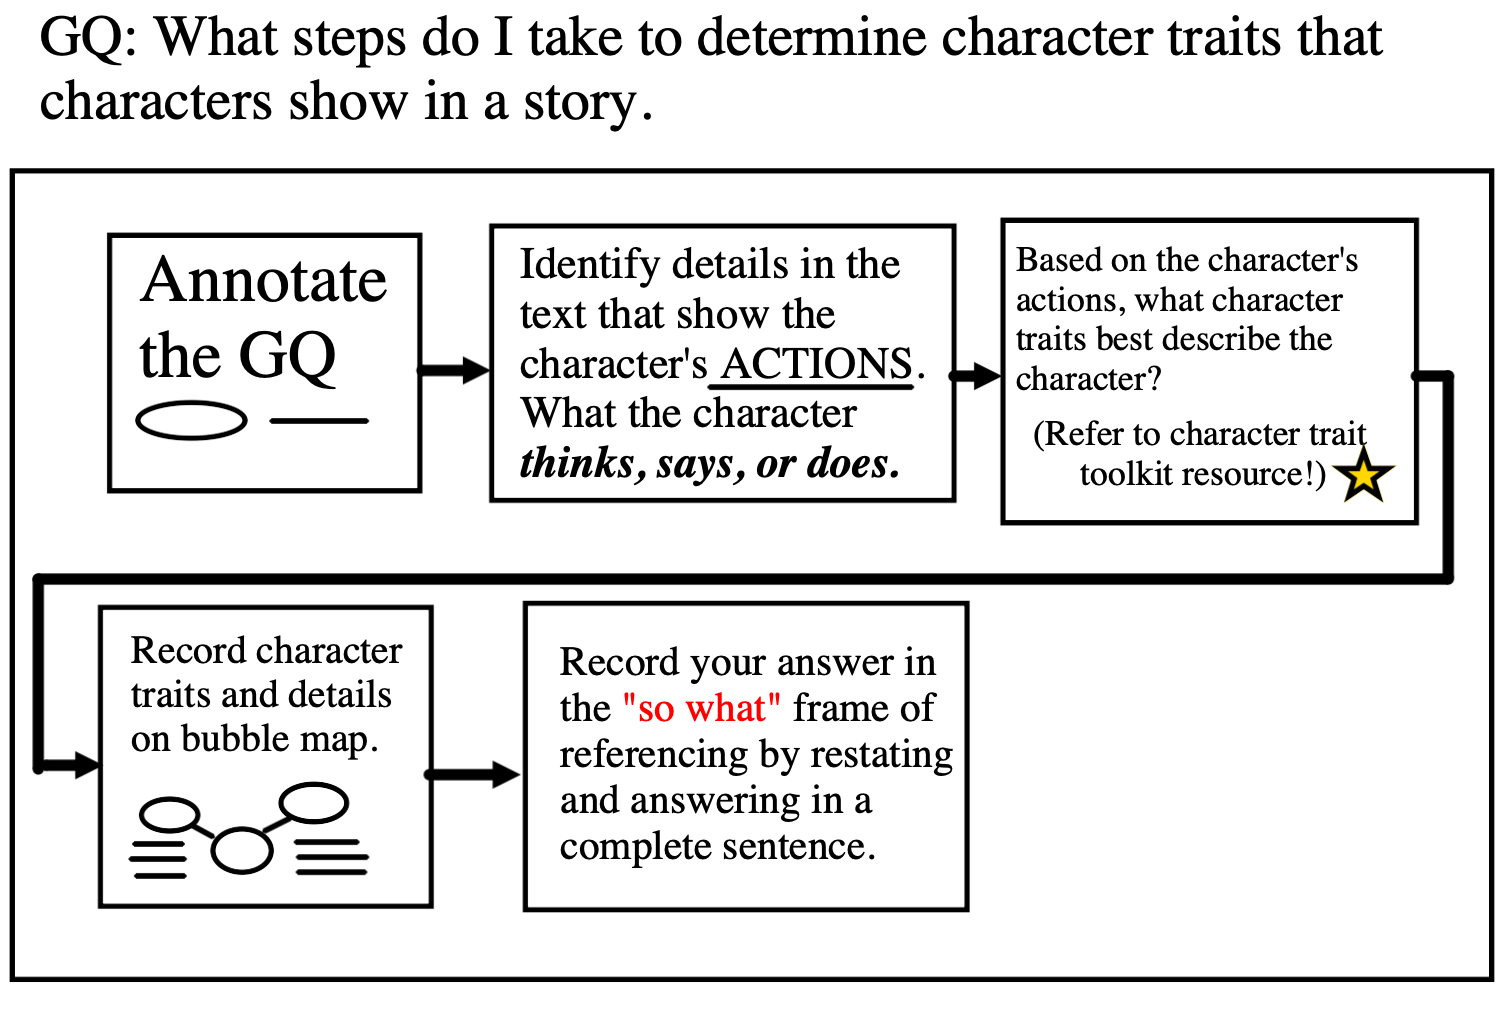 GQ: What steps do I take to determine character traits that
characters show in a story.
Annotate
the GQ
Identify details in the
text that show the
character's ACTIONS.
What the character
thinks, says, or does.
Based on the character's
actions, what character
traits best describe the
character?
(Refer to character trait
toolkit resource!)
Record character
traits and details
on bubble map.
Record your answer in
the "so what" frame of
referencing by restating
and answering in a
complete sentence.